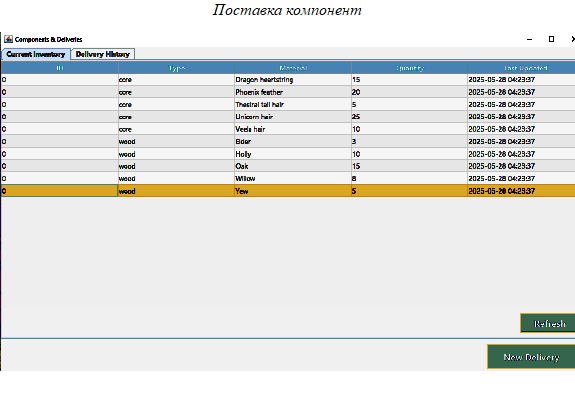 Поставка компонент
Components & Deliveries
Current Inventory Delivery History
ID Type Material Quantity Last Updated
0 core Dragon heartstring 15 2025-05-28 04:23:37
0 core Phoenix feather 20 2025-05-28 04:23:37
0 core Thestral tail hair 5 2025-05-28 04:23:37
0 core Unicorn hair 25 2025-05-28 04:23:37
0 core Veela hair 10 2025-05-28 04:23:37
0 wood Elder 3 2025-05-28 04:23:37
0 wood Holly 10 2025-05-28 04:23:37
0 wood Oak 15 2025-05-28 04:23:37
0 wood Willow 8 2025-05-28 04:23:37
0 wood Yew 5 2025-05-28 04:23:37
Refresh
New Delivery